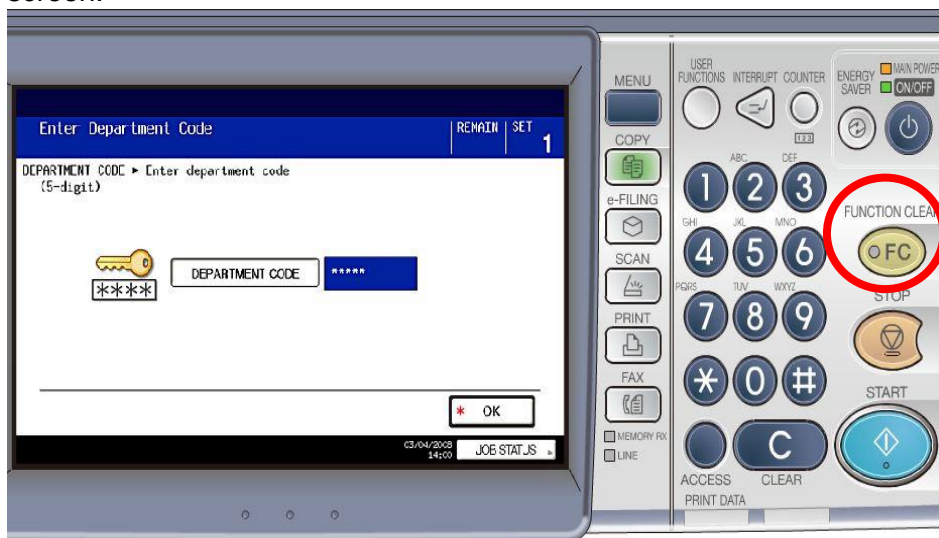 screen.
Enter Department Code
REMAIN SET
1
DEPARTMENT CODE ▸ Enter department code
(5-digit)
DEPARTMENT CODE *****
****
* OK
03/04/2008
14:00
JOB STATUS
MENU
COPY
e-FILING
SCAN
PRINT
FAX
MEMORY RX
LINE
USER
FUNCTIONS INTERRUPT COUNTER
123
ENERGY
SAVER
MAIN POWER
ON/OFF
ABC DEF
1 2 3
GHI JKL MNO
4 5 6
PQRS TUV WXYZ
7 8 9
* 0 #
C
ACCESS CLEAR
PRINT DATA
FUNCTION CLEAR
FC
STOP
START